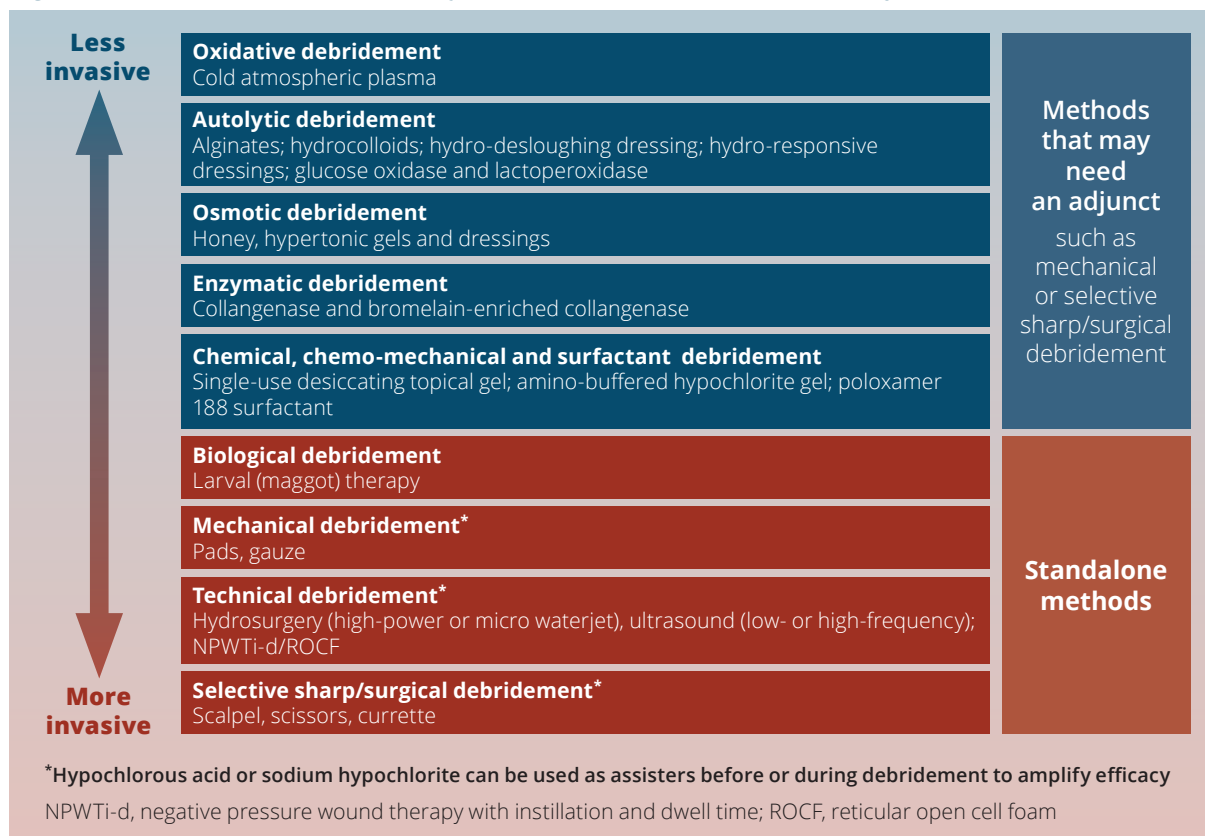 Less
invasive
Oxidative debridement
Cold atmospheric plasma
Autolytic debridement
Alginates; hydrocolloids; hydro-desloughing dressing; hydro-responsive
dressings; glucose oxidase and lactoperoxidase
Osmotic debridement
Honey, hypertonic gels and dressings
Enzymatic debridement
Collangenase and bromelain-enriched collangenase
Chemical, chemo-mechanical and surfactant debridement
Single-use desiccating topical gel; amino-buffered hypochlorite gel; poloxamer
188 surfactant
Methods
that may
need
an adjunct
such as
mechanical
or selective
sharp/surgical
debridement
Biological debridement
Larval (maggot) therapy
Mechanical debridement*
Pads, gauze
Technical debridement*
Hydrosurgery (high-power or micro waterjet), ultrasound (low- or high-frequency);
NPWTi-d/ROCF
Selective sharp/surgical debridement*
Scalpel, scissors, currette
Standalone
methods
More
invasive
*Hypochlorous acid or sodium hypochlorite can be used as assisters before or during debridement to amplify efficacy
NPWTi-d, negative pressure wound therapy with instillation and dwell time; ROCF, reticular open cell foam